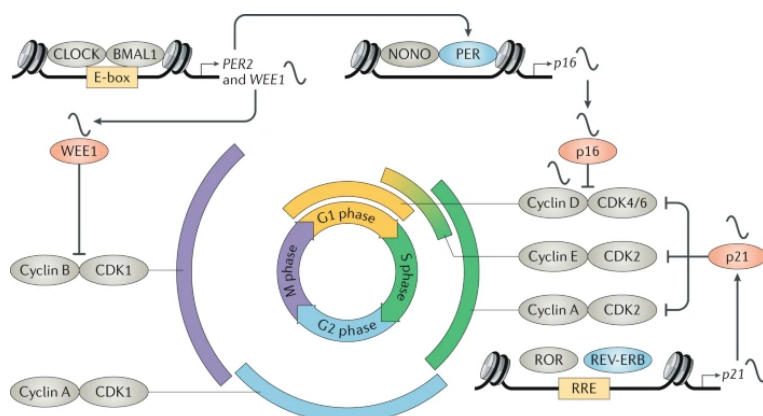 CLOCK BMAL1
E-box
PER2
and WEE1
NONO PER
p16
WEE1
p16
Cyclin D CDK4/6
G1 phase
S phase
M phase
G2 phase
Cyclin B CDK1
Cyclin E CDK2
p21
Cyclin A CDK2
ROR REV-ERB
RRE
p21
Cyclin A CDK1